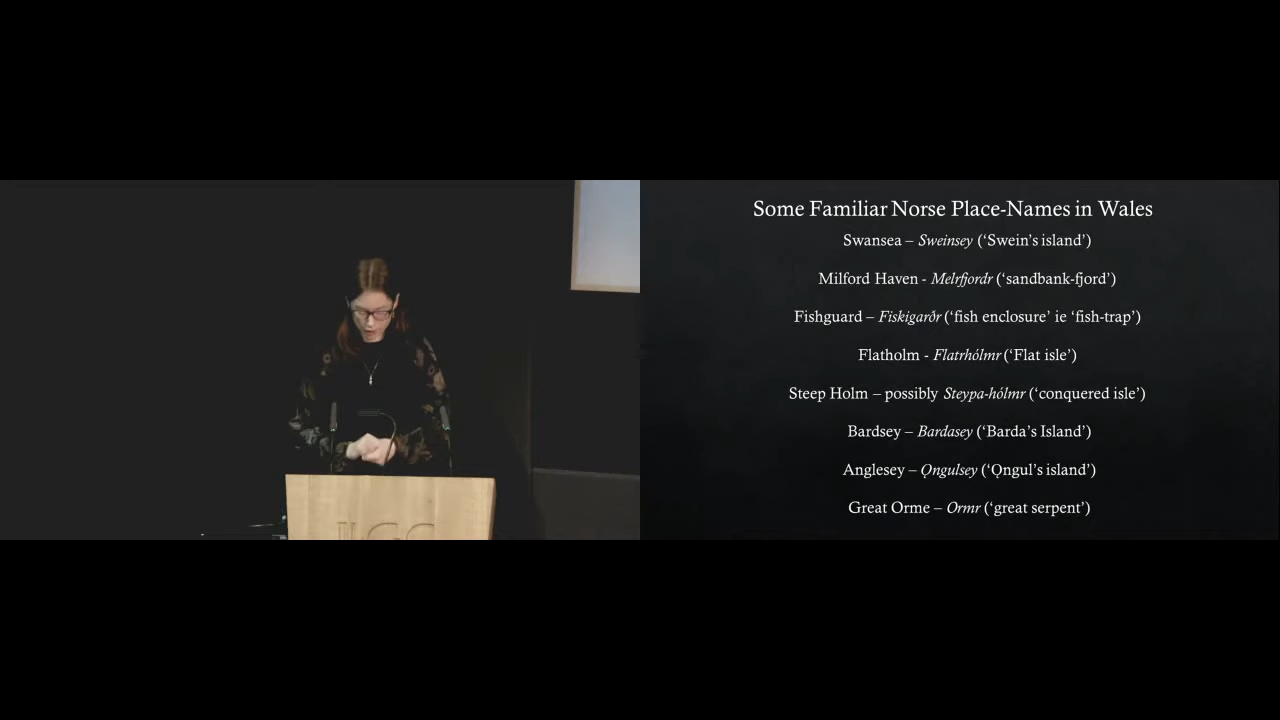 Some Familiar Norse Place-Names in Wales
Swansea – Sweinsey (‘Swein’s island’)
Milford Haven - Melrfjordr (‘sandbank-fjord’)
Fishguard – Fiskigarðr (‘fish enclosure’ ie ‘fish-trap’)
Flatholm - Flatrhólmr (‘Flat isle’)
Steep Holm – possibly Steypa-hólmr (‘conquered isle’)
Bardsey – Bardasey (‘Barda’s Island’)
Anglesey – Ǫngulsey (‘Ǫngul’s island’)
Great Orme – Ormr (‘great serpent’)